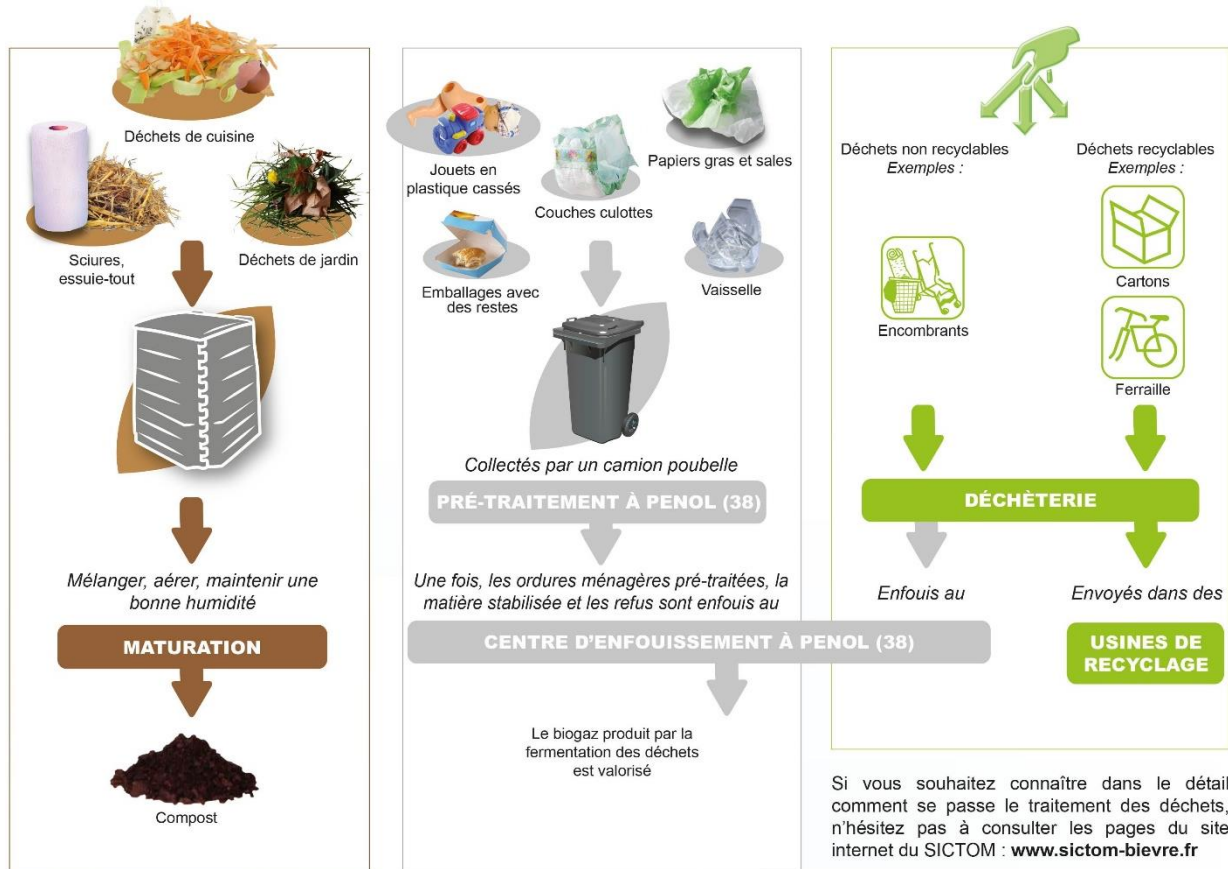 Déchets de cuisine
Sciures,
essuie-tout
Déchets de jardin
Mélanger, aérer, maintenir une
bonne humidité
MATURATION
Compost
Jouets en
plastique cassés
Papiers gras et sales
Couches culottes
Emballages avec
des restes
Vaisselle
Collectés par un camion poubelle
PRÉ-TRAITEMENT À PENOL (38)
Une fois, les ordures ménagères pré-traitées, la
matière stabilisée et les refus sont enfouis au
CENTRE D'ENFOUISSEMENT À PENOL (38)
Le biogaz produit par la
fermentation des déchets
est valorisé
Déchets non recyclables
Exemples :
Encombrants
Déchets recyclables
Exemples :
Cartons
Ferraille
DÉCHÈTERIE
Enfouis au
Envoyés dans des
USINES DE
RECYCLAGE
Si vous souhaitez connaître dans le détail
comment se passe le traitement des déchets,
n'hésitez pas à consulter les pages du site
internet du SICTOM : www.sictom-bievre.fr